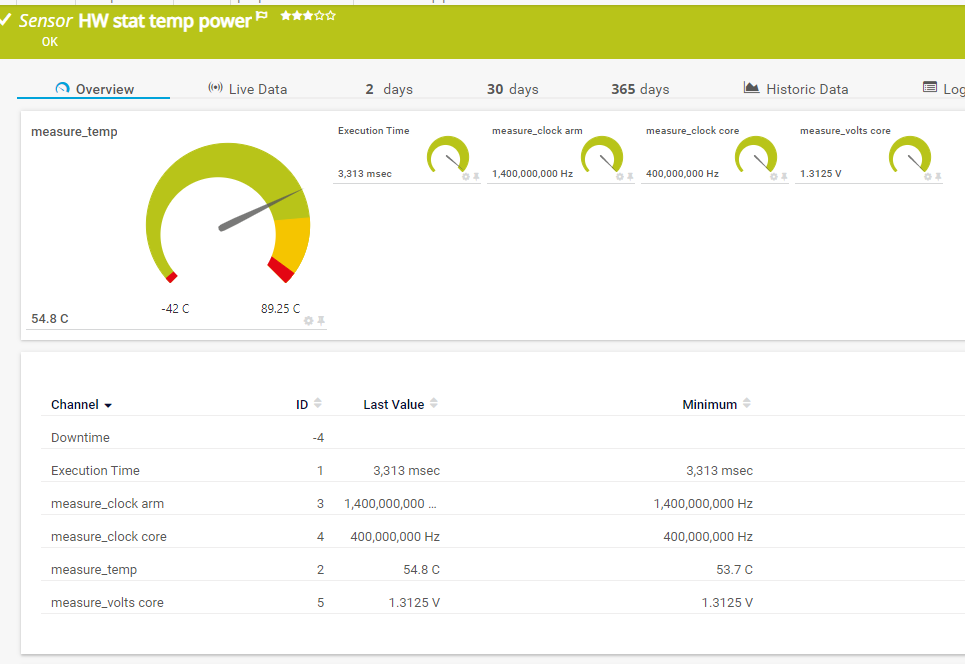 Sensor HW stat temp power
OK
Overview Live Data 2 days 30 days 365 days Historic Data Log
measure_temp
-42 C 89.25 C
54.8 C
Execution Time
3,313 msec
measure_clock arm
1,400,000,000 Hz
measure_clock core
400,000,000 Hz
measure_volts core
1.3125 V
Channel ID Last Value Minimum
Downtime -4
Execution Time 1 3,313 msec 3,313 msec
measure_clock arm 3 1,400,000,000 ... 1,400,000,000 Hz
measure_clock core 4 400,000,000 Hz 400,000,000 Hz
measure_temp 2 54.8 C 53.7 C
measure_volts core 5 1.3125 V 1.3125 V